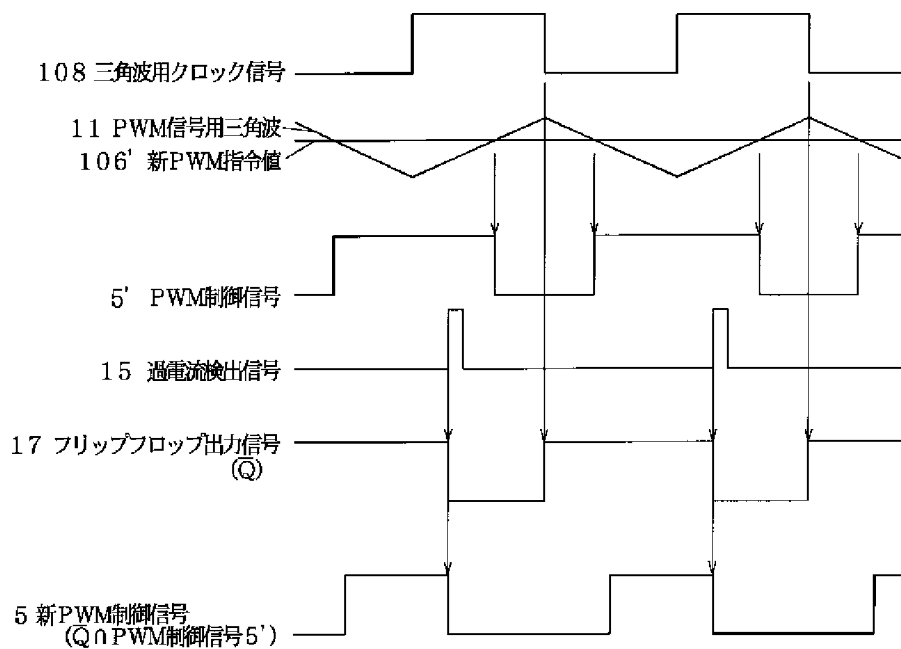 108 三角波用クロック信号
11 PWM信号用三角波
106' 新PWM指令値
5' PWM制御信号
15 過電流検出信号
17 フリップフロップ出力信号
(Q̅)
5 新PWM制御信号
(Q̅∩PWM制御信号5')